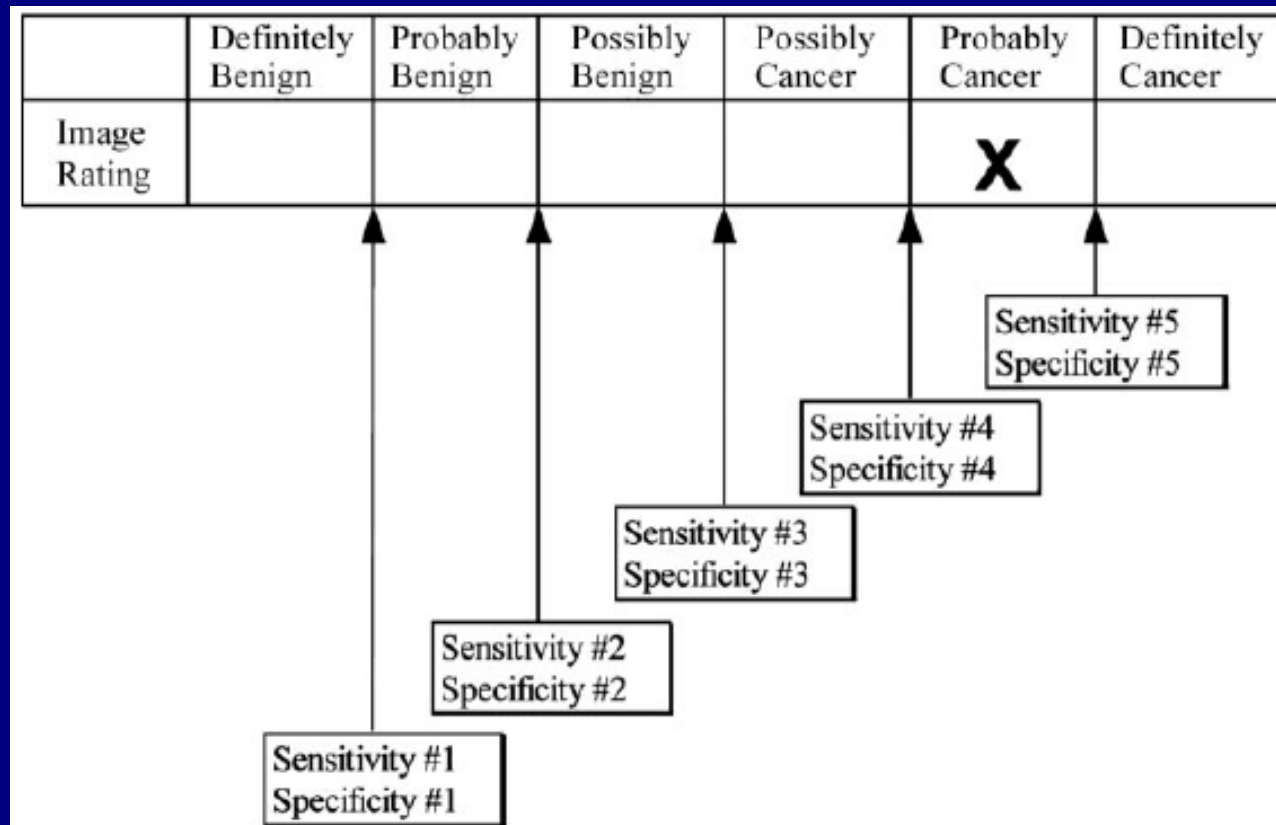 Definitely Benign
Probably Benign
Possibly Benign
Possibly Cancer
Probably Cancer
Definitely Cancer
Image
Rating
X
Sensitivity #5
Specificity #5
Sensitivity #4
Specificity #4
Sensitivity #3
Specificity #3
Sensitivity #2
Specificity #2
Sensitivity #1
Specificity #1